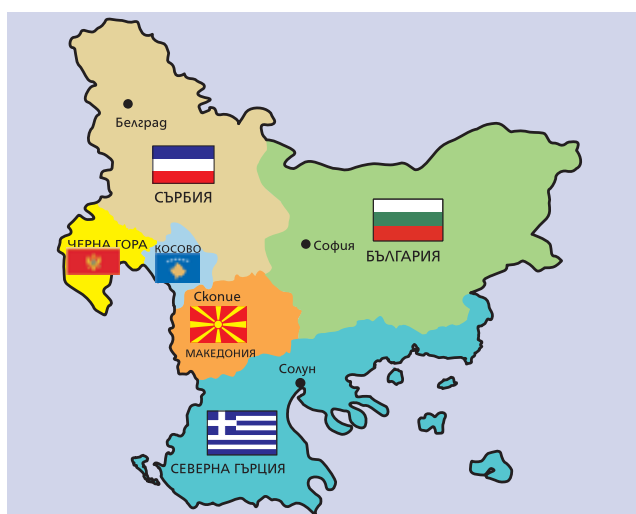 Белград
СЪРБИЯ
ЧЕРНА ГОРА
КОСОВО
София
БЪЛГАРИЯ
Скопие
МАКЕДОНИЯ
Солун
СЕВЕРНА ГЪРЦИЯ